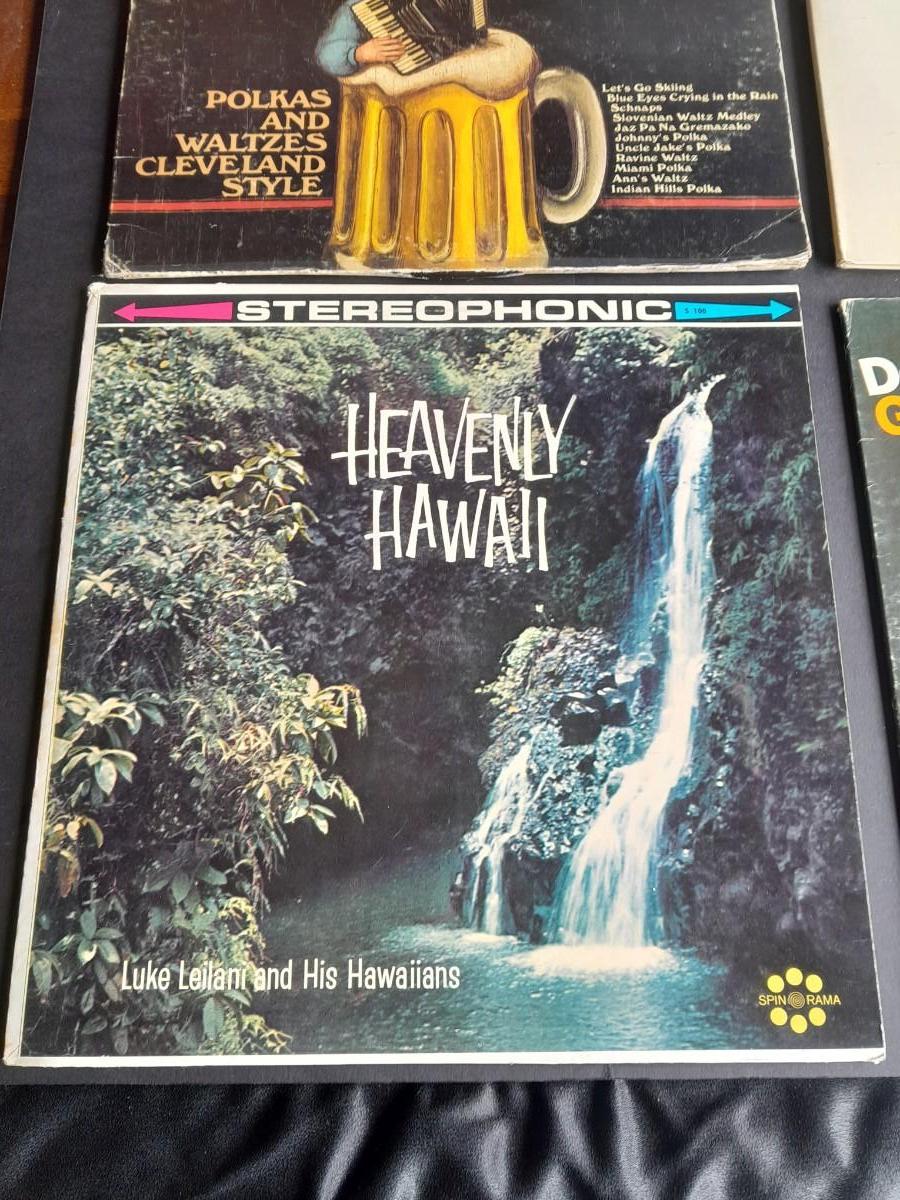 POLKAS
AND
WALTZES
CLEVELAND
STYLE
Let's Go Skiing
Blue Eyes Crying in the Rain
Schnaps
Slovenian Waltz Medley
Jaz Pa Na Gremazako
Johnny's Polka
Uncle Jake's Polka
Ravine Waltz
Miami Polka
Ann's Waltz
Indian Hills Polka
STEREOPHONIC
S 100
HEAVENLY
HAWAII
Luke Leilani and His Hawaiians
SPIN O RAMA
D
G